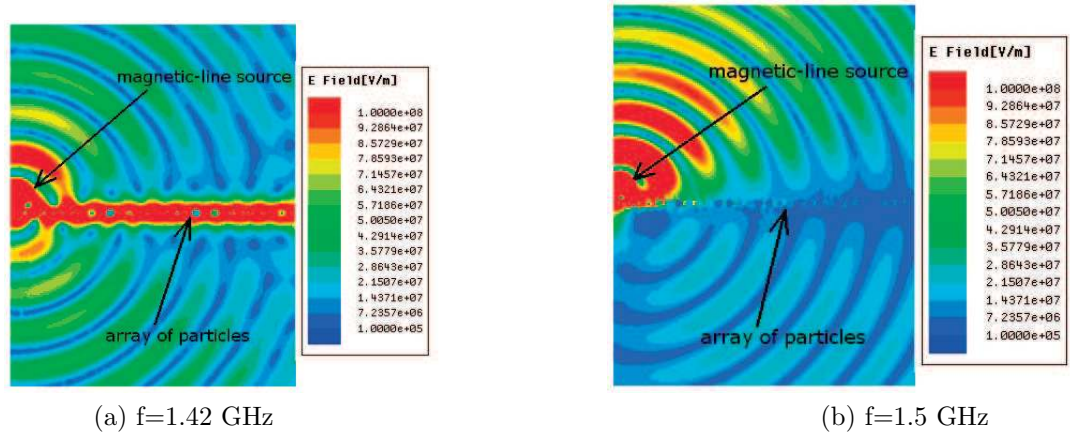 magnetic-line source
array of particles
E Field[V/m]
1.0000e+08
9.2864e+07
8.5729e+07
7.8593e+07
7.1457e+07
6.4321e+07
5.7186e+07
5.0050e+07
4.2914e+07
3.5779e+07
2.8643e+07
2.1507e+07
1.4371e+07
7.2357e+06
1.0000e+05
(a) f=1.42 GHz
magnetic-line source
array of particles
E Field[V/m]
1.0000e+08
9.2864e+07
8.5729e+07
7.8593e+07
7.1457e+07
6.4321e+07
5.7186e+07
5.0050e+07
4.2914e+07
3.5779e+07
2.8643e+07
2.1507e+07
1.4371e+07
7.2357e+06
1.0000e+05
(b) f=1.5 GHz